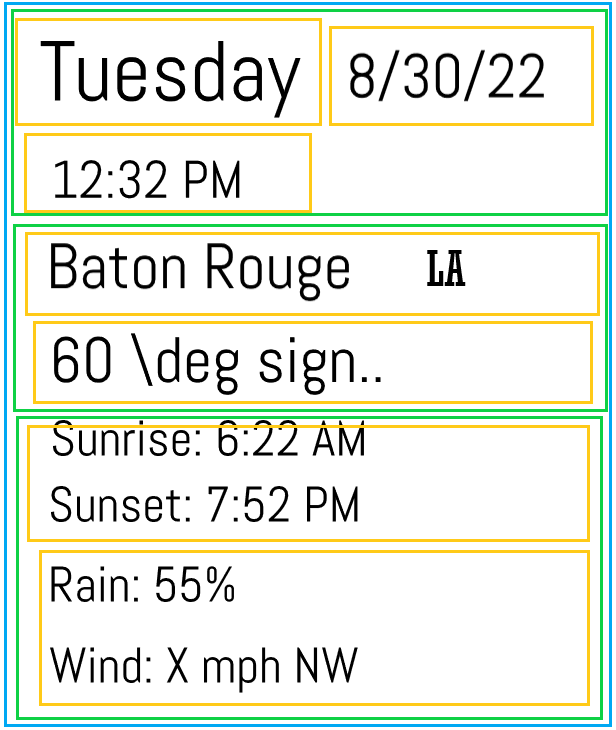 Tuesday 8/30/22
12:32 PM
Baton Rouge LA
60 \deg sign..
Sunrise: 6:22 AM
Sunset: 7:52 PM
Rain: 55%
Wind: X mph NW